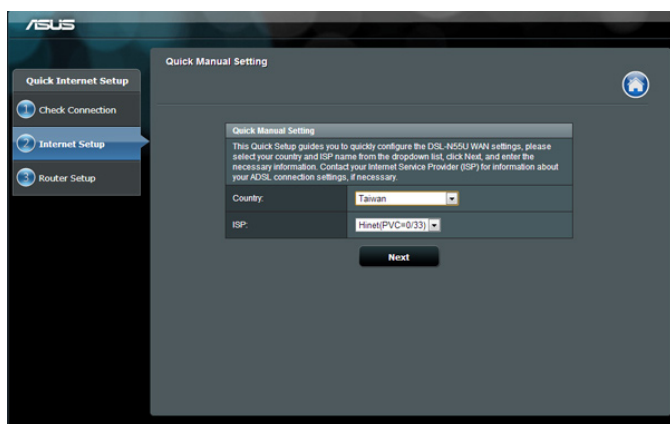 ASUS
Quick Internet Setup
1 Check Connection
2 Internet Setup
3 Router Setup
Quick Manual Setting
Quick Manual Setting
This Quick Setup guides you to quickly configure the DSL-N55U WAN settings, please
select your country and ISP name from the dropdown list, click Next, and enter the
necessary information. Contact your Internet Service Provider (ISP) for information about
your ADSL connection settings, if necessary.
Country: Taiwan
ISP: Hinet(PVC=0/33)
Next